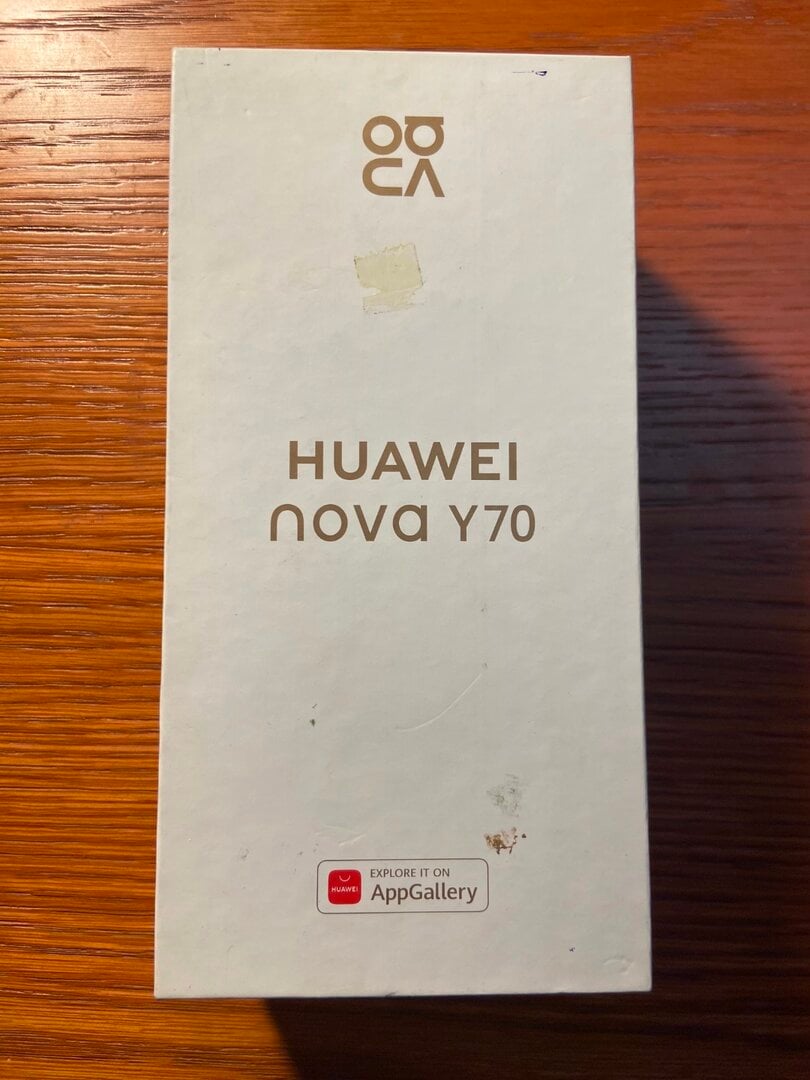 HUAWEI
nova Y70
HUAWEI
EXPLORE IT ON
AppGallery